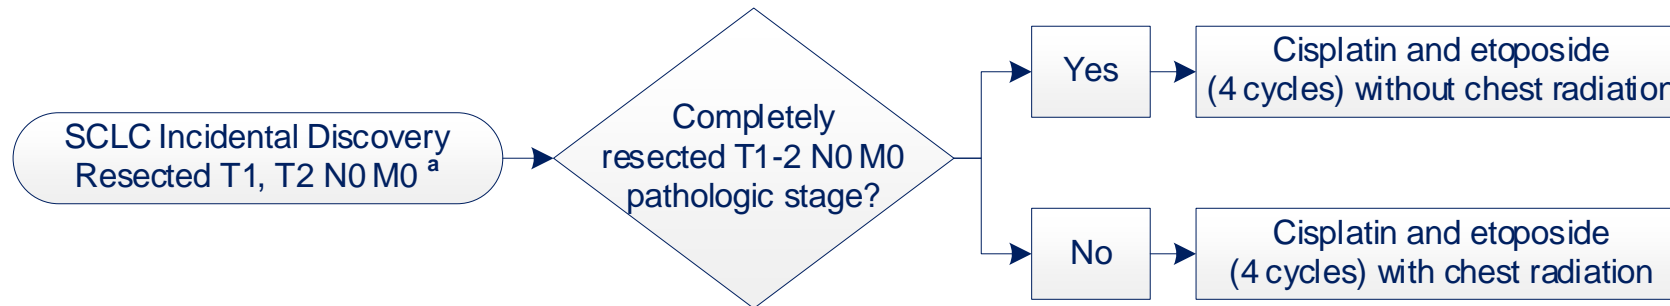 SCLC Incidental Discovery
Resected T1, T2 N0 M0 a
Completely
resected T1-2 N0 M0
pathologic stage?
Yes
Cisplatin and etoposide
(4 cycles) without chest radiation
No
Cisplatin and etoposide
(4 cycles) with chest radiation